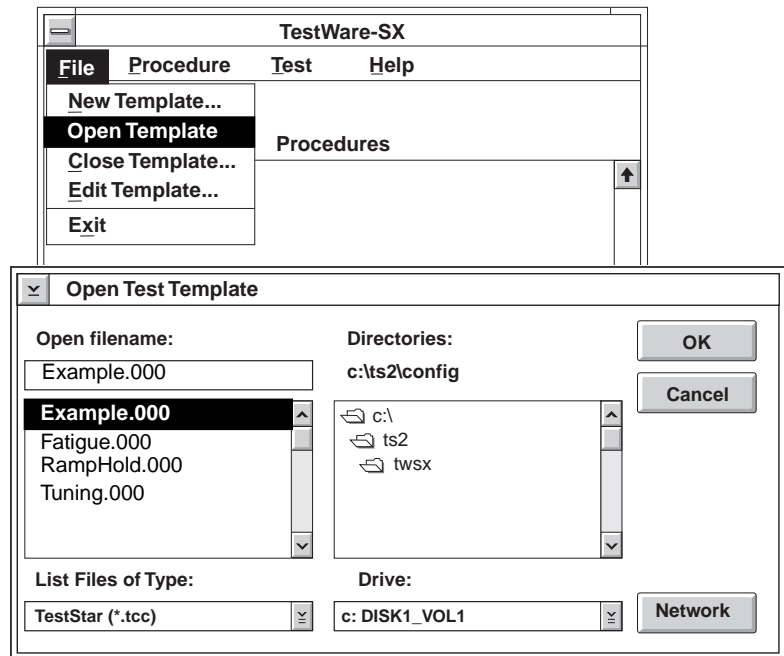 TestWare-SX
File Procedure Test Help
New Template...
Open Template
Close Template...
Edit Template...
Exit
Procedures
Open Test Template
Open filename:
Example.000
Example.000
Fatigue.000
RampHold.000
Tuning.000
List Files of Type:
TestStar (*.tcc)
Directories:
c:\ts2\config
c:\
ts2
twsx
Drive:
c: DISK1_VOL1
OK
Cancel
Network